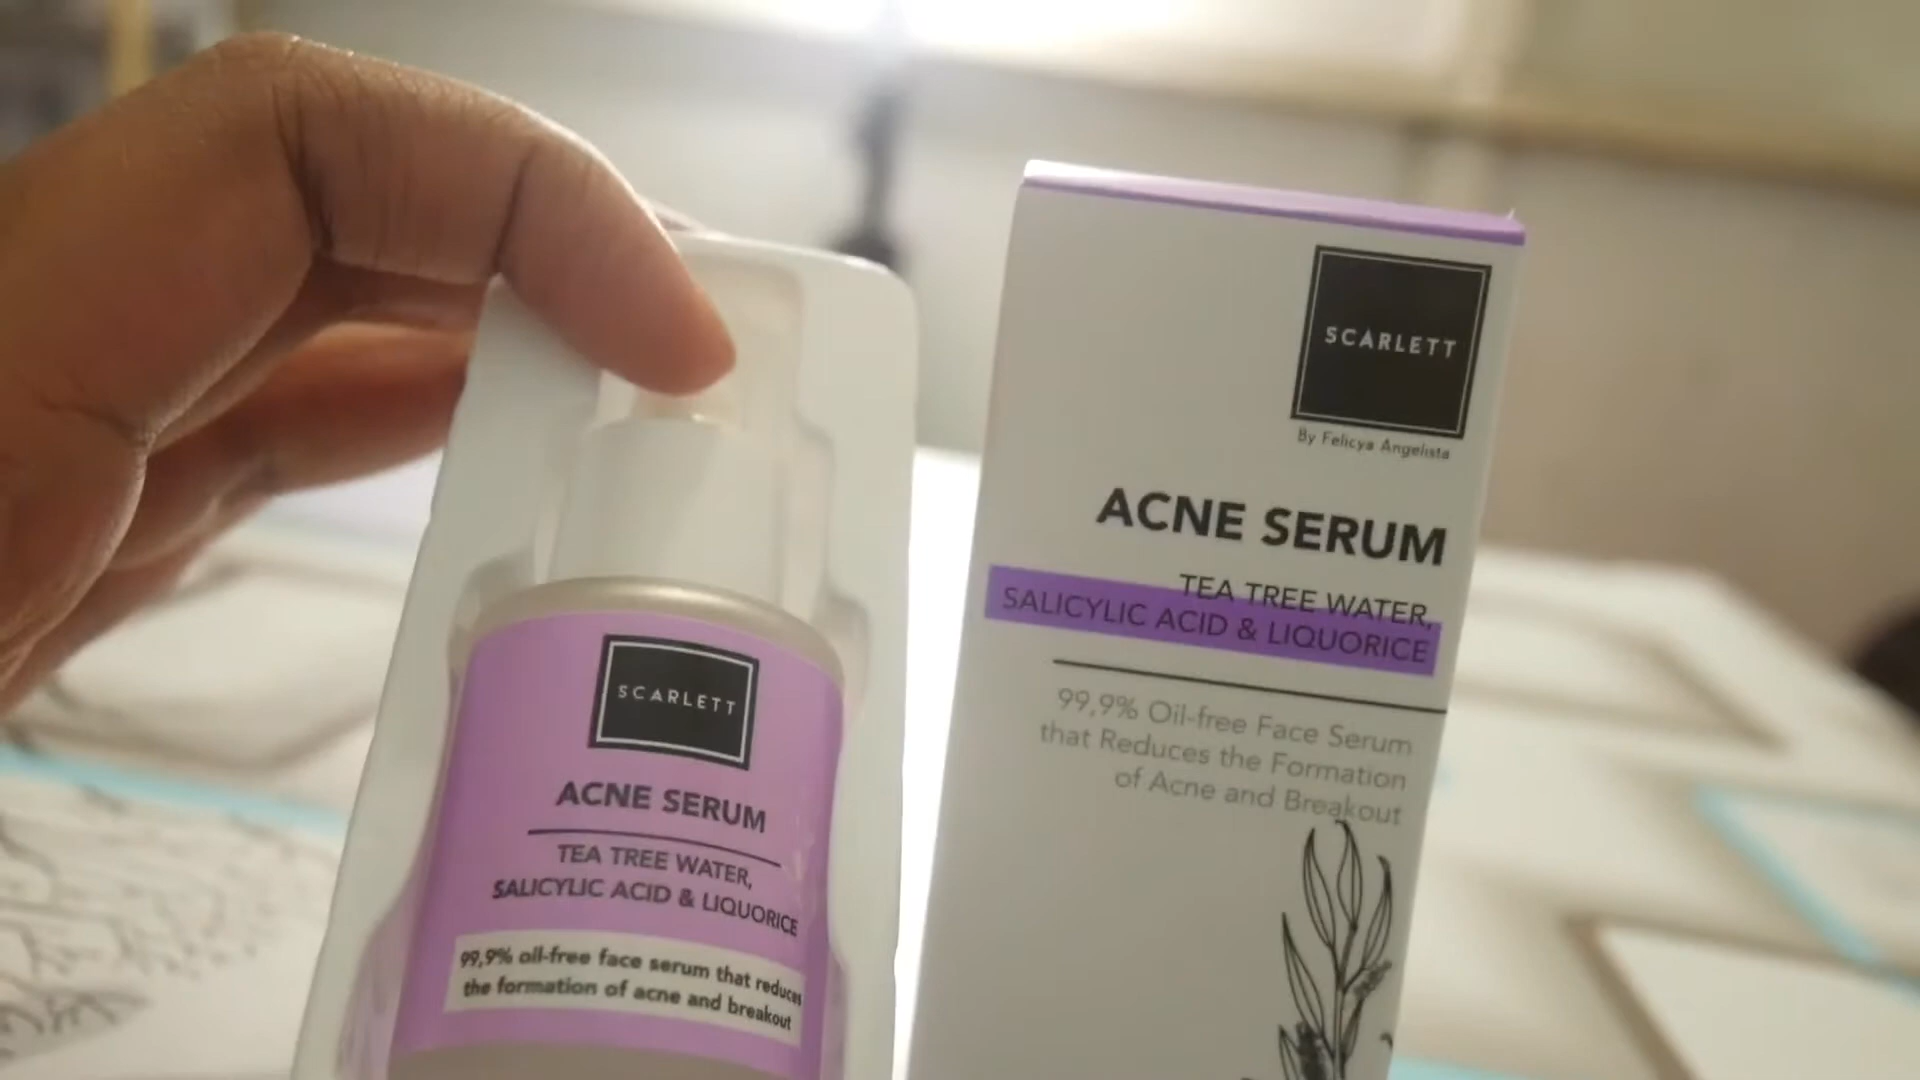 SCARLETT
ACNE SERUM
TEA TREE WATER,
SALICYLIC ACID & LIQUORICE
99,9% oil-free face serum that reduces
the formation of acne and breakout
SCARLETT
By Felicya Angelista
ACNE SERUM
TEA TREE WATER,
SALICYLIC ACID & LIQUORICE
99,9% Oil-free Face Serum
that Reduces the Formation
of Acne and Breakout